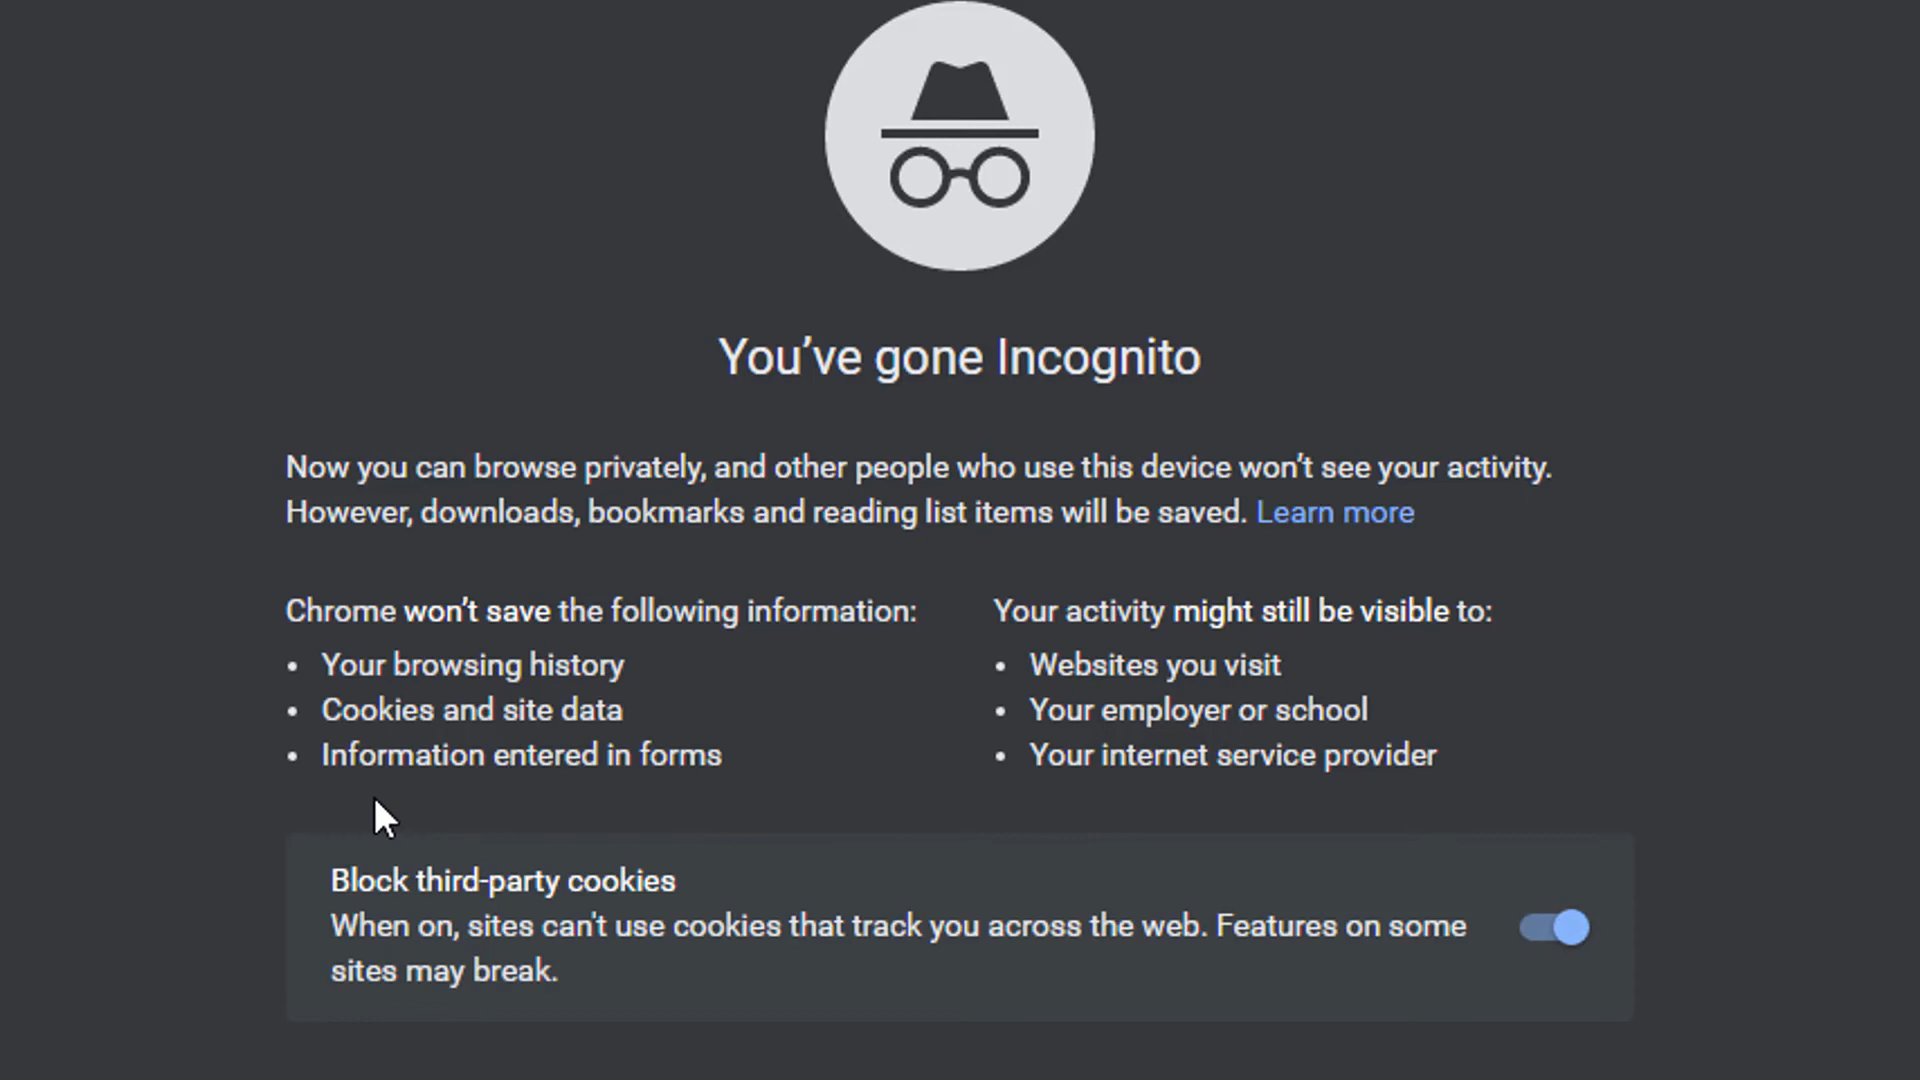 You've gone Incognito
Now you can browse privately, and other people who use this device won't see your activity.
However, downloads, bookmarks and reading list items will be saved. Learn more
Chrome won't save the following information:
• Your browsing history
• Cookies and site data
• Information entered in forms
Your activity might still be visible to:
• Websites you visit
• Your employer or school
• Your internet service provider
Block third-party cookies
When on, sites can't use cookies that track you across the web. Features on some
sites may break.